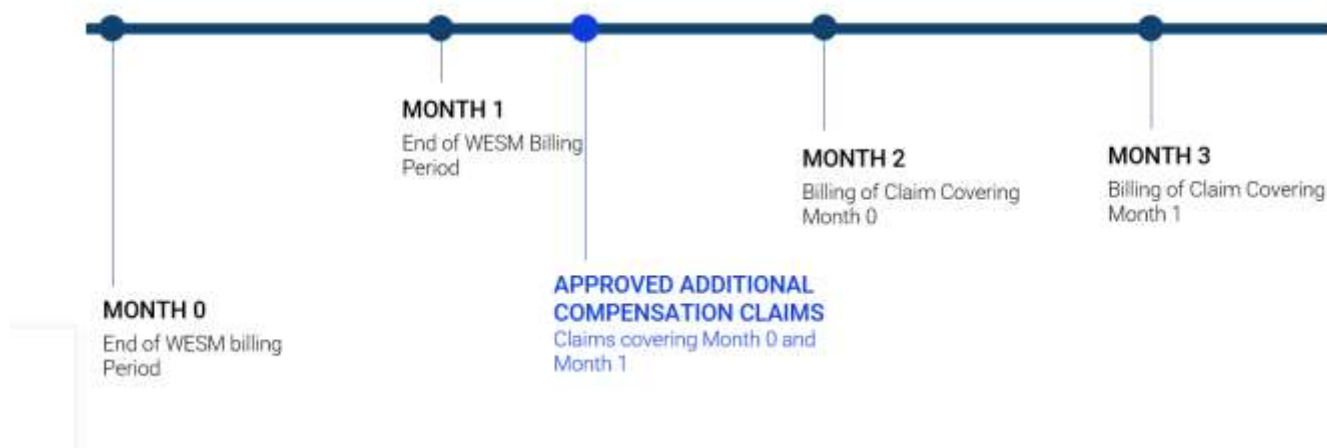 MONTH 1
End of WESM Billing
Period
MONTH 2
Billing of Claim Covering
Month 0
MONTH 3
Billing of Claim Covering
Month 1
APPROVED ADDITIONAL
COMPENSATION CLAIMS
Claims covering Month 0 and
Month 1
MONTH 0
End of WESM billing
Period